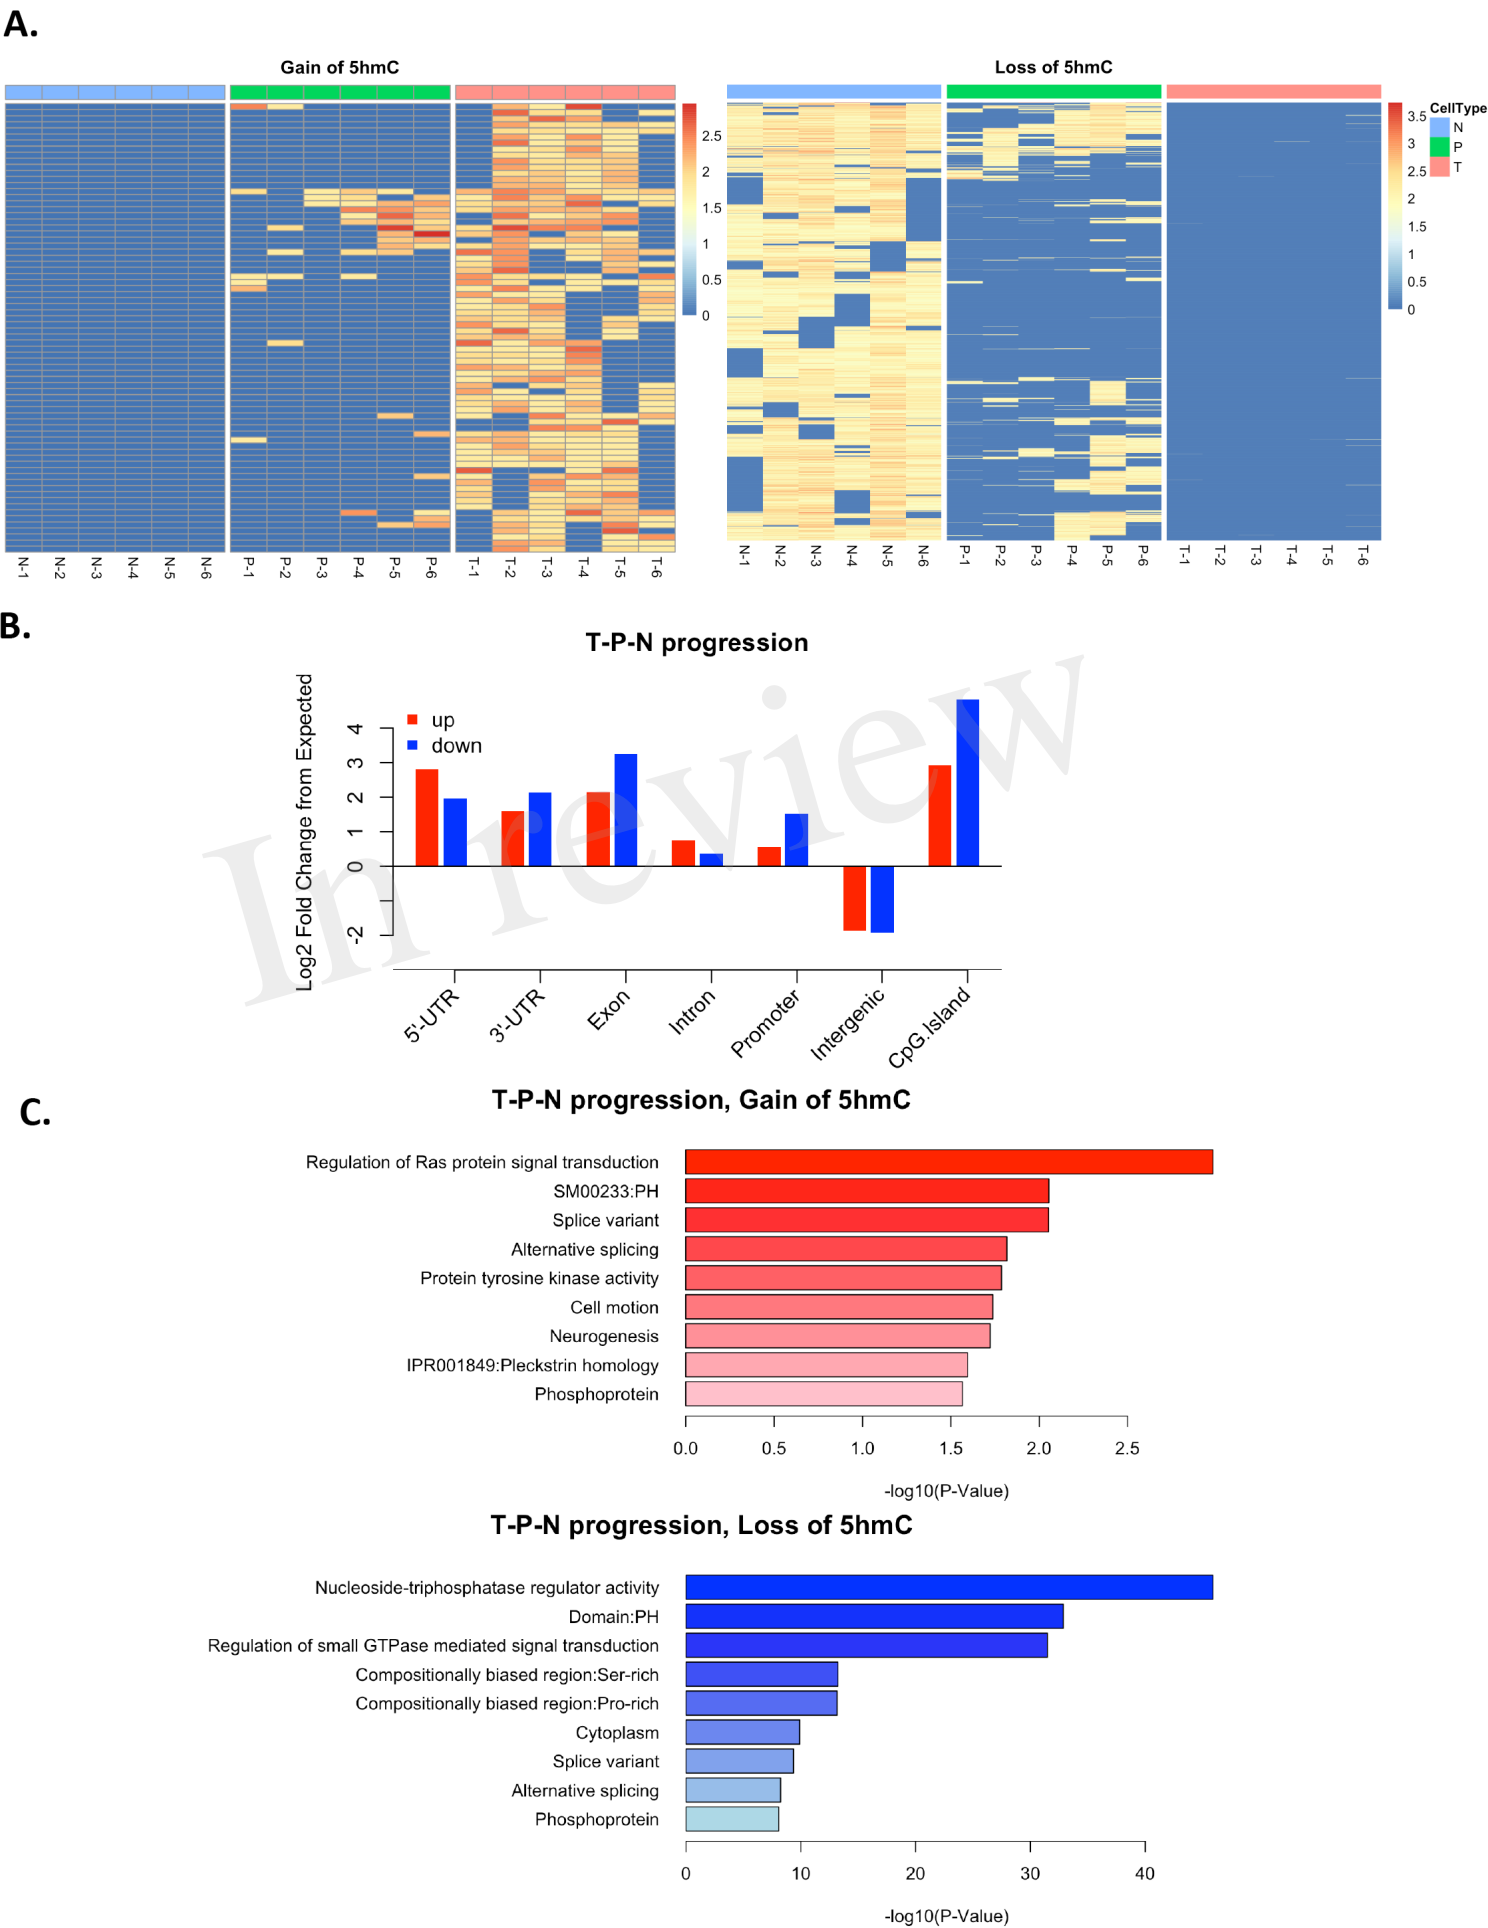 A.
Gain of 5hmC
Loss of 5hmC
2.5
2
1.5
1
0.5
0
3.5
3
2.5
2
1.5
1
0.5
0
CellType
N
P
T
N-1 N-2 N-3 N-4 N-5 N-6 P-1 P-2 P-3 P-4 P-5 P-6 T-1 T-2 T-3 T-4 T-5 T-6
N-1 N-2 N-3 N-4 N-5 N-6 P-1 P-2 P-3 P-4 P-5 P-6 T-1 T-2 T-3 T-4 T-5 T-6
B.
T-P-N progression
Log2 Fold Change from Expected
4
3
2
1
0
-2
up
down
In review
5'-UTR 3'-UTR Exon Intron Promoter Intergenic CpG.Island
C.
T-P-N progression, Gain of 5hmC
Regulation of Ras protein signal transduction
SM00233:PH
Splice variant
Alternative splicing
Protein tyrosine kinase activity
Cell motion
Neurogenesis
IPR001849:Pleckstrin homology
Phosphoprotein
0.0 0.5 1.0 1.5 2.0 2.5
-log10(P-Value)
T-P-N progression, Loss of 5hmC
Nucleoside-triphosphatase regulator activity
Domain:PH
Regulation of small GTPase mediated signal transduction
Compositionally biased region:Ser-rich
Compositionally biased region:Pro-rich
Cytoplasm
Splice variant
Alternative splicing
Phosphoprotein
0 10 20 30 40
-log10(P-Value)